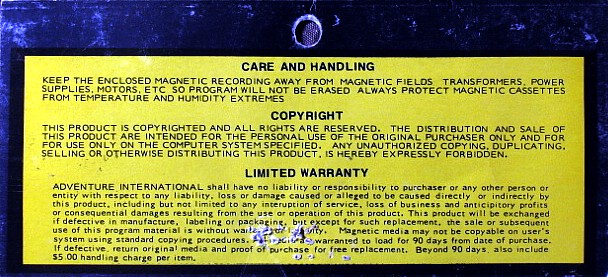 CARE AND HANDLING
KEEP THE ENCLOSED MAGNETIC RECORDING AWAY FROM MAGNETIC FIELDS TRANSFORMERS, POWER
SUPPLIES, MOTORS, ETC SO PROGRAM WILL NOT BE ERASED ALWAYS PROTECT MAGNETIC CASSETTES
FROM TEMPERATURE AND HUMIDITY EXTREMES
COPYRIGHT
THIS PRODUCT IS COPYRIGHTED AND ALL RIGHTS ARE RESERVED. THE DISTRIBUTION AND SALE OF
THIS PRODUCT ARE INTENDED FOR THE PERSONAL USE OF THE ORIGINAL PURCHASER ONLY AND FOR
FOR USE ONLY ON THE COMPUTER SYSTEM SPECIFIED. ANY UNAUTHORIZED COPYING, DUPLICATING,
SELLING OR OTHERWISE DISTRIBUTING THIS PRODUCT, IS HEREBY EXPRESSLY FORBIDDEN.
LIMITED WARRANTY
ADVENTURE INTERNATIONAL shall have no liability or responsibility to purchaser or any other person or
entity with respect to any liability, loss or damage caused or alleged to be caused directly or indirectly by
this product, including but not limited to any interuption of service, loss of business and anticipatory profits
or consequential damages resulting from the use or operation of this product. This product will be exchanged
if defective in manufacture, labeling or packaging, but except for such replacement, the sale or subsequent
use of this program material is without Magnetic media may not be copyable on user's
system using standard copying procedures. warranted to load for 90 days from date of purchase.
If defective, return original media and proof of purchase for free replacement. Beyond 90 days, also include
$5.00 handling charge per item.